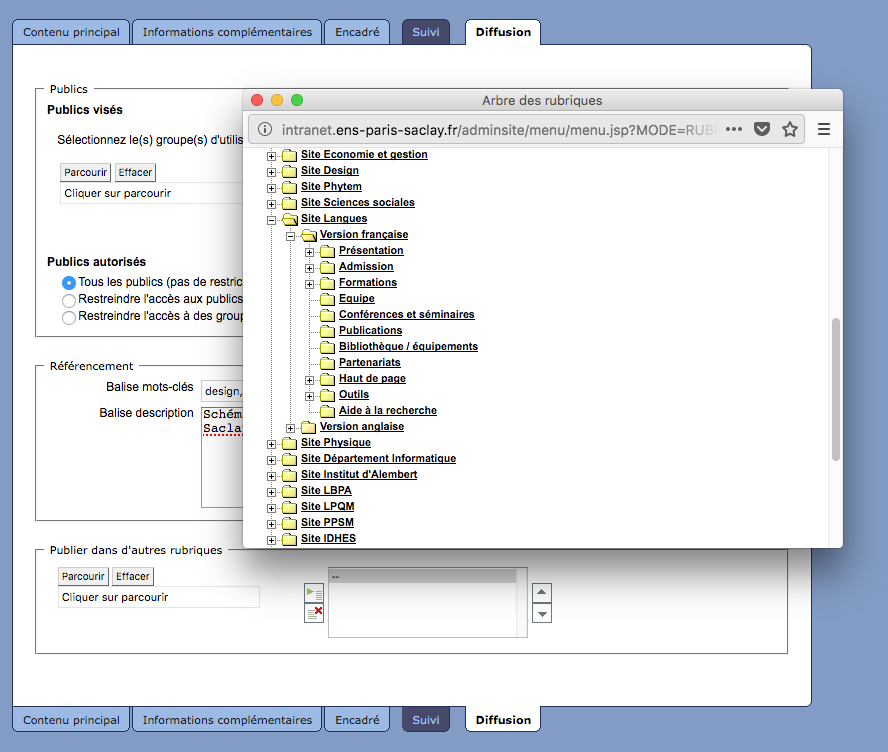 Contenu principal
Informations complémentaires
Encadré
Suivi
Diffusion
Publics
Publics visés
Sélectionnez le(s) groupe(s) d'utilis
Parcourir
Effacer
Cliquer sur parcourir
Publics autorisés
Tous les publics (pas de restric
Restreindre l'accès aux publics
Restreindre l'accès à des group
Référencement
Balise mots-clés
design,
Balise description
Schém
Sacla
Arbre des rubriques
intranet.ens-paris-saclay.fr/adminsite/menu/menu.jsp?MODE=RUB
Site Economie et gestion
Site Design
Site Phytem
Site Sciences sociales
Site Langues
Version française
Présentation
Admission
Formations
Equipe
Conférences et séminaires
Publications
Bibliothèque / équipements
Partenariats
Haut de page
Outils
Aide à la recherche
Version anglaise
Site Physique
Site Département Informatique
Site Institut d'Alembert
Site LBPA
Site LPQM
Site PPSM
Site IDHES
Publier dans d'autres rubriques
Parcourir
Effacer
Cliquer sur parcourir
--
Contenu principal
Informations complémentaires
Encadré
Suivi
Diffusion